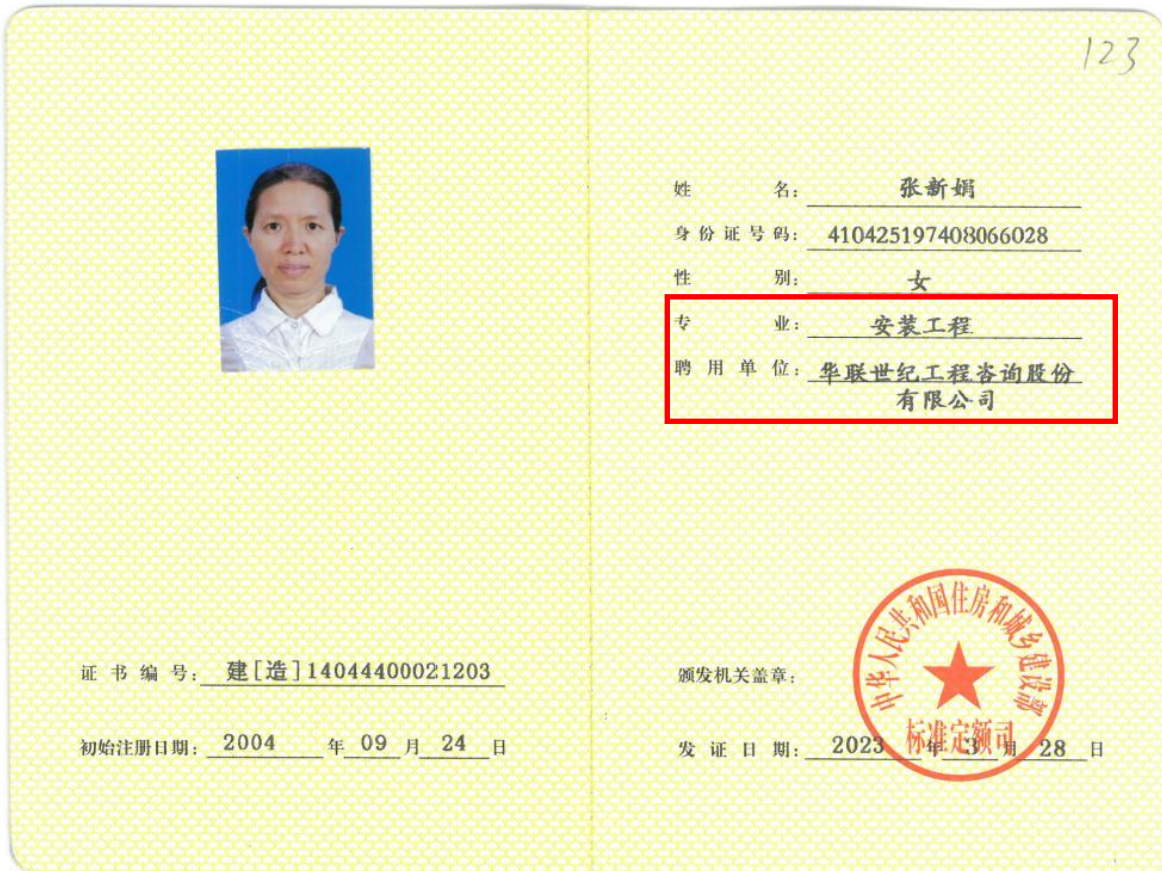 123
姓 名: 张新娟
身份证号码: 410425197408066028
性 别: 女
专 业: 安装工程
聘用单位: 华联世纪工程咨询股份
有限公司
证书编号: 建[造]14044400021203
初始注册日期: 2004 年 09 月 24 日
颁发机关盖章:
中华人民共和国住房和城乡建设部
标准定额司
发证日期: 2023 年 3 月 28 日